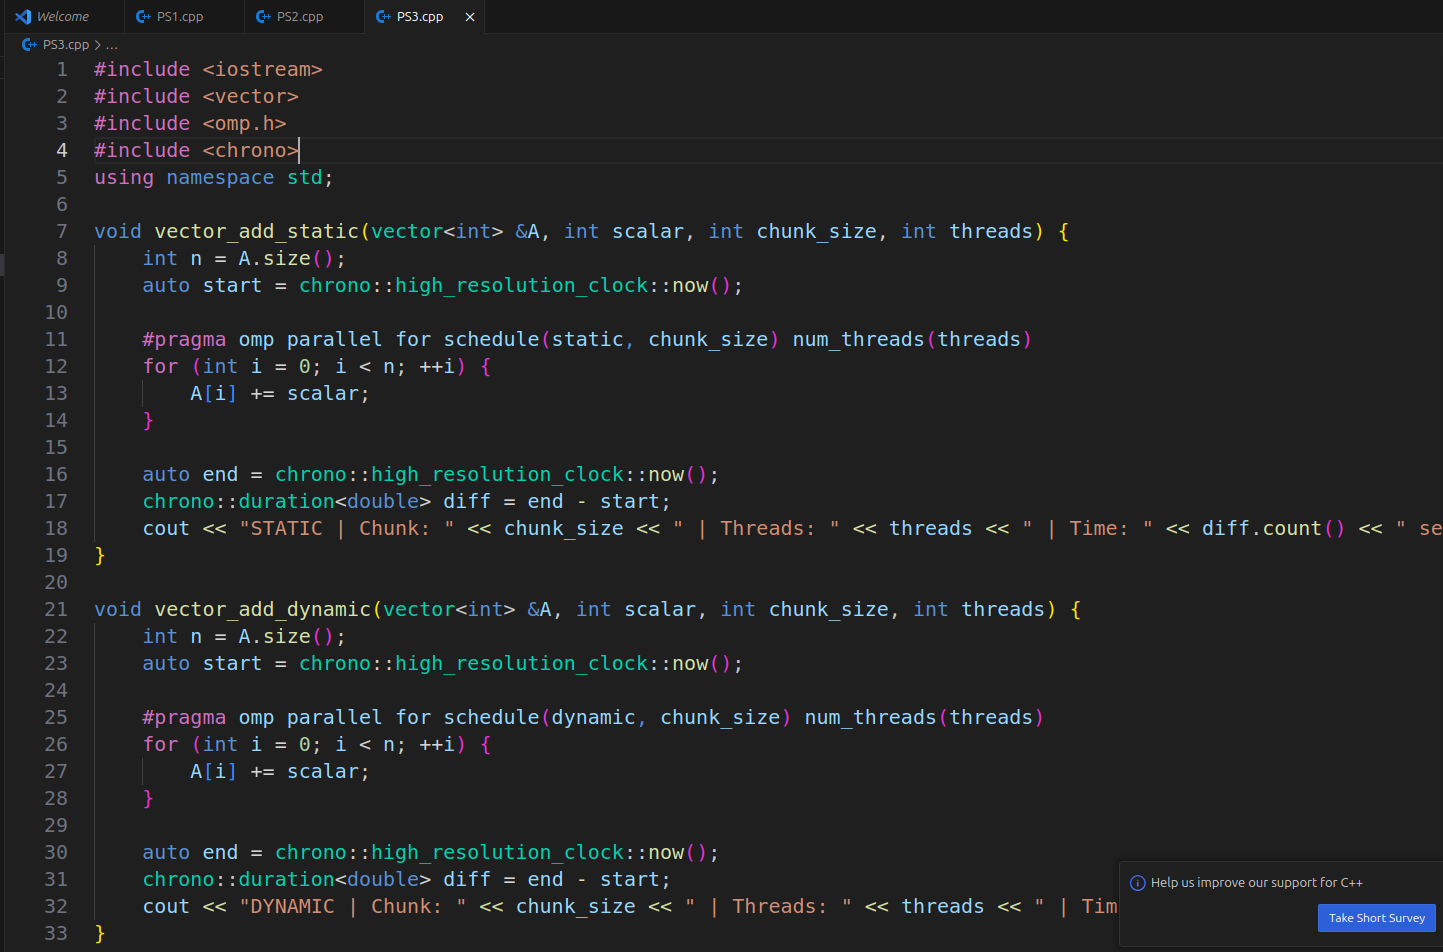 Welcome PS1.cpp PS2.cpp PS3.cpp
PS3.cpp > ...
1 #include <iostream>
2 #include <vector>
3 #include <omp.h>
4 #include <chrono>
5 using namespace std;
6
7 void vector_add_static(vector<int> &A, int scalar, int chunk_size, int threads) {
8 int n = A.size();
9 auto start = chrono::high_resolution_clock::now();
10
11 #pragma omp parallel for schedule(static, chunk_size) num_threads(threads)
12 for (int i = 0; i < n; ++i) {
13 A[i] += scalar;
14 }
15
16 auto end = chrono::high_resolution_clock::now();
17 chrono::duration<double> diff = end - start;
18 cout << "STATIC | Chunk: " << chunk_size << " | Threads: " << threads << " | Time: " << diff.count() << " se
19 }
20
21 void vector_add_dynamic(vector<int> &A, int scalar, int chunk_size, int threads) {
22 int n = A.size();
23 auto start = chrono::high_resolution_clock::now();
24
25 #pragma omp parallel for schedule(dynamic, chunk_size) num_threads(threads)
26 for (int i = 0; i < n; ++i) {
27 A[i] += scalar;
28 }
29
30 auto end = chrono::high_resolution_clock::now();
31 chrono::duration<double> diff = end - start;
32 cout << "DYNAMIC | Chunk: " << chunk_size << " | Threads: " << threads << " | Tim
33 }
Help us improve our support for C++
Take Short Survey